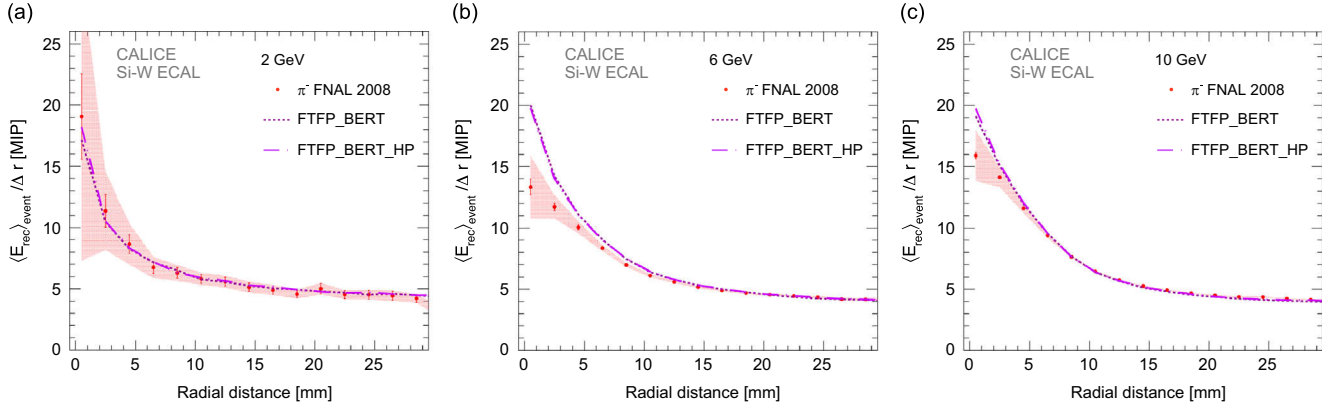 (a)
CALICE
Si-W ECAL
2 GeV
π⁻ FNAL 2008
FTFP_BERT
FTFP_BERT_HP
⟨E_rec⟩_event /Δ r [MIP]
25
20
15
10
5
0
0 5 10 15 20 25
Radial distance [mm]
(b)
CALICE
Si-W ECAL
6 GeV
π⁻ FNAL 2008
FTFP_BERT
FTFP_BERT_HP
⟨E_rec⟩_event /Δ r [MIP]
25
20
15
10
5
0
0 5 10 15 20 25
Radial distance [mm]
(c)
CALICE
Si-W ECAL
10 GeV
π⁻ FNAL 2008
FTFP_BERT
FTFP_BERT_HP
⟨E_rec⟩_event /Δ r [MIP]
25
20
15
10
5
0
0 5 10 15 20 25
Radial distance [mm]